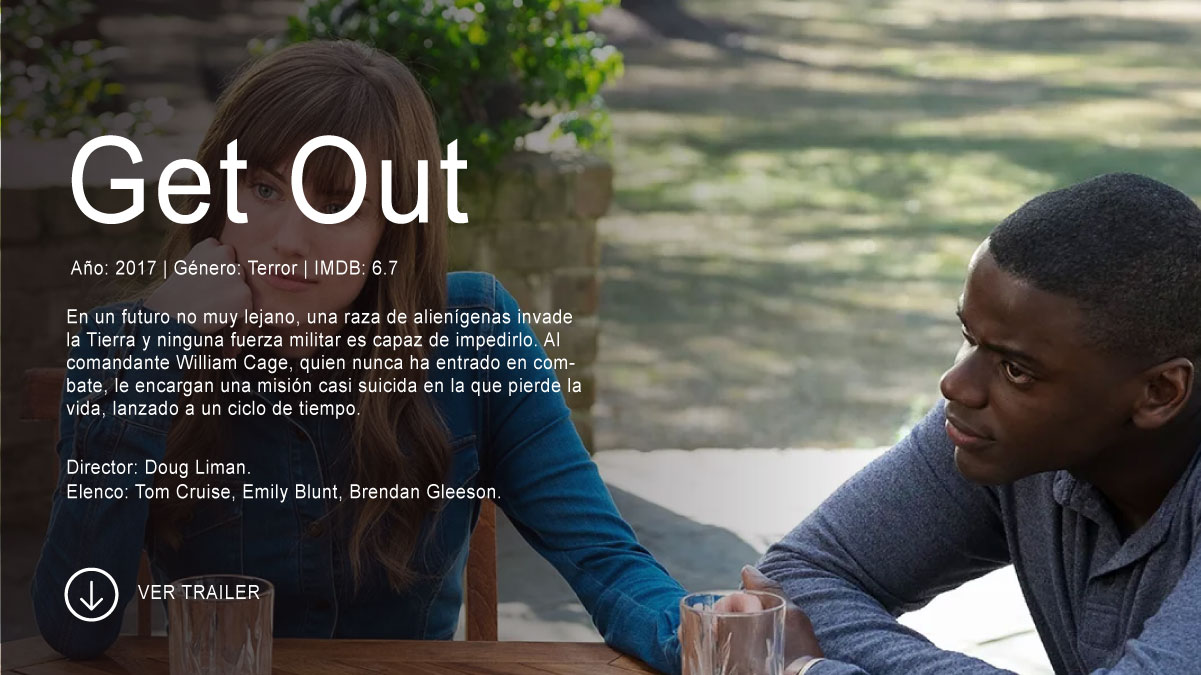 Get Out
Año: 2017 | Género: Terror | IMDB: 6.7
En un futuro no muy lejano, una raza de alienígenas invade
la Tierra y ninguna fuerza militar es capaz de impedirlo. Al
comandante William Cage, quien nunca ha entrado en com-
bate, le encargan una misión casi suicida en la que pierde la
vida, lanzado a un ciclo de tiempo.
Director: Doug Liman.
Elenco: Tom Cruise, Emily Blunt, Brendan Gleeson.
VER TRAILER